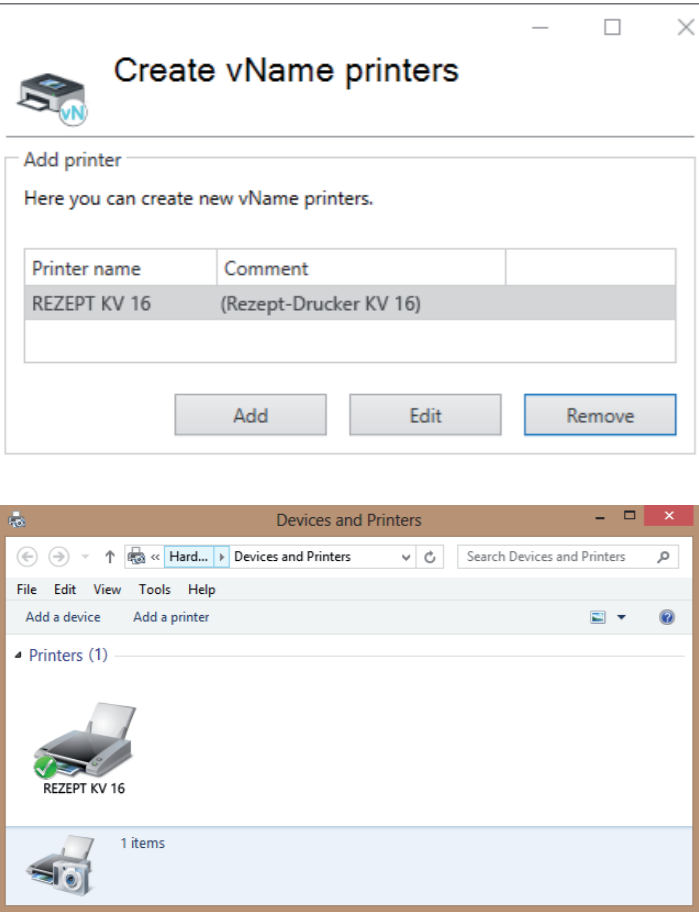 Create vName printers
vN
Add printer
Here you can create new vName printers.
Printer name Comment
REZEPT KV 16 (Rezept-Drucker KV 16)
Add Edit Remove
Devices and Printers
« Hard... Devices and Printers Search Devices and Printers
File Edit View Tools Help
Add a device Add a printer
Printers (1)
REZEPT KV 16
1 items